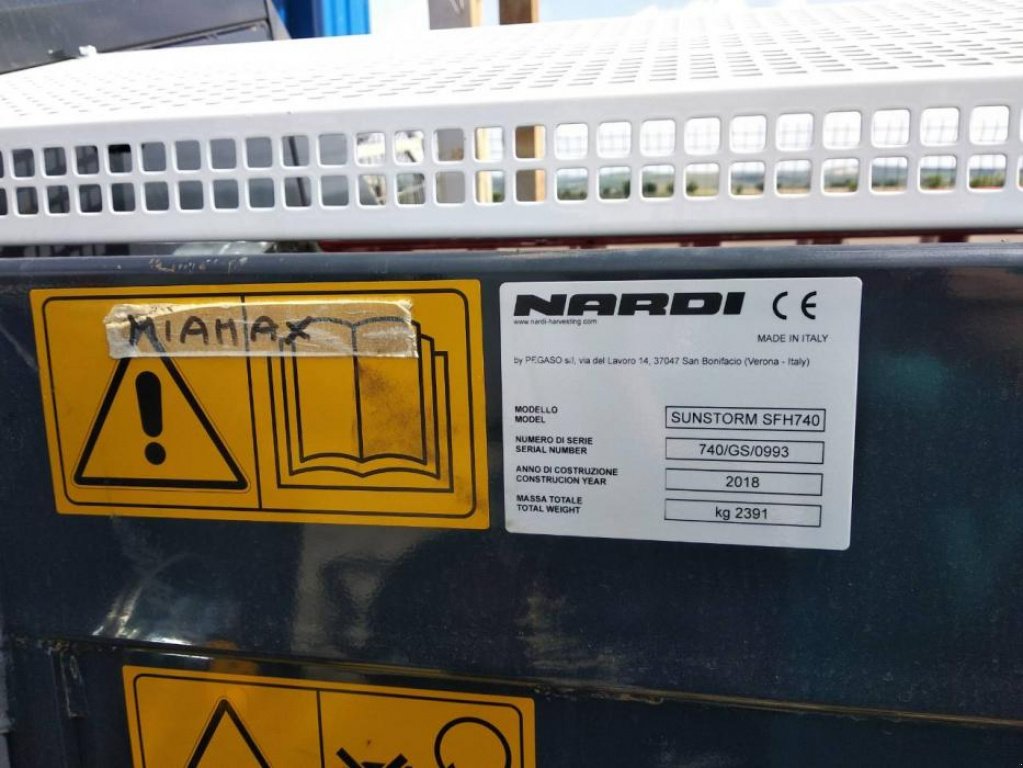 MIAMAX
NARDI CE
www.nardi-harvesting.com
MADE IN ITALY
by PEGASO srl, via del Lavoro 14, 37047 San Bonifacio (Verona - Italy)
MODELLO
MODEL
SUNSTORM SFH740
NUMERO DI SERIE
SERIAL NUMBER
740/GS/0993
ANNO DI COSTRUZIONE
CONSTRUCION YEAR
2018
MASSA TOTALE
TOTAL WEIGHT
kg 2391